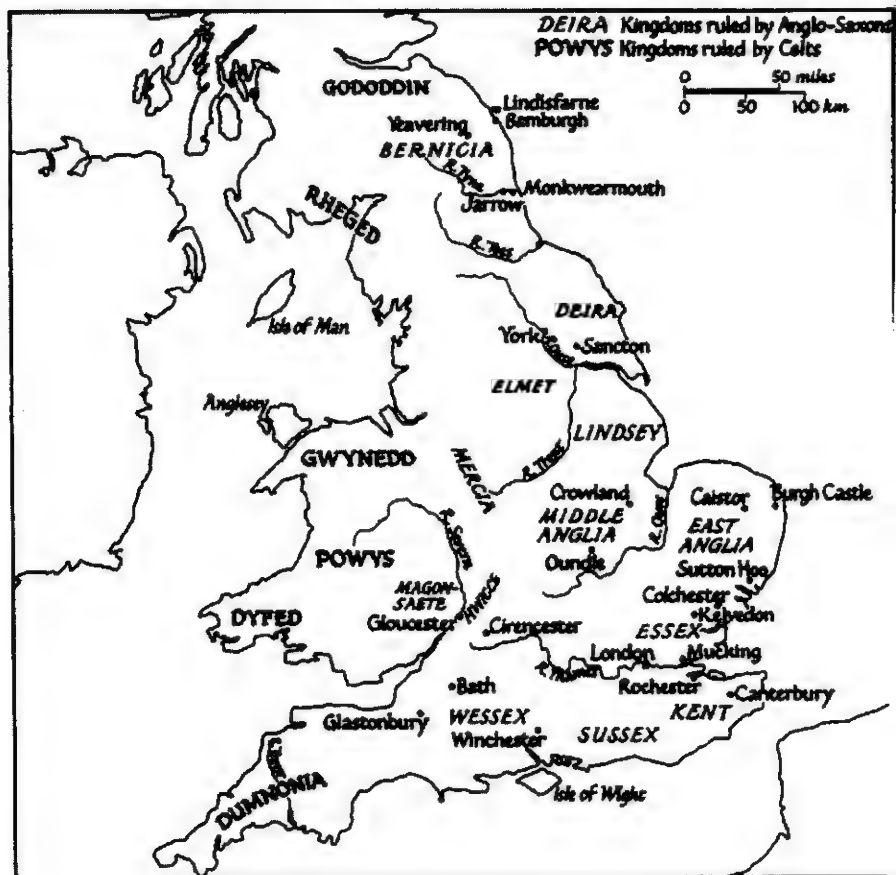 DEIRA Kingdoms ruled by Anglo-Saxons
POWYS Kingdoms ruled by Celts
0 50 miles
0 50 100 km.
GODODDIN
Lindisfarne
Bamburgh
Yeavering
BERNICIA
R. Tyne
Monkwearmouth
Jarrow
RHEGED
R. Tees
DEIRA
Isle of Man
York
Sancton
ELMET
Anglesey
LINDSEY
GWYNEDD
MERCIA
R. Trent
Crowland
Caistor
Burgh Castle
MIDDLE
ANGLIA
R. Ouse
EAST
ANGLIA
R. Severn
POWYS
Oundle
Sutton Hoo
MAGON-
SAETE
HWICCE
Colchester
Kelvedon
DYFED
Gloucester
Cirencester
ESSEX
London
Mucking
R. Thames
Rochester
Canterbury
Bath
KENT
Glastonbury
WESSEX
Winchester
SUSSEX
Isle of Wight
DUMNONIA